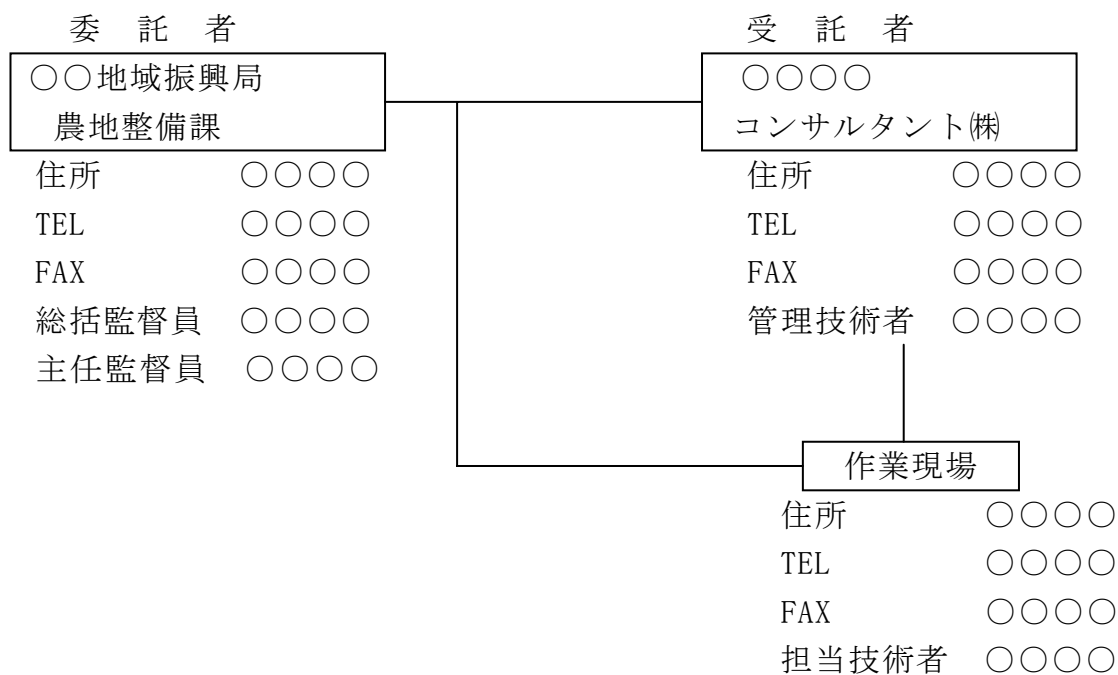 委　託　者
○○地域振興局
農地整備課
住所　○○○○
TEL　○○○○
FAX　○○○○
総括監督員　○○○○
主任監督員　○○○○
受　託　者
○○○○
コンサルタント㈱
住所　○○○○
TEL　○○○○
FAX　○○○○
管理技術者　○○○○
作業現場
住所　○○○○
TEL　○○○○
FAX　○○○○
担当技術者　○○○○